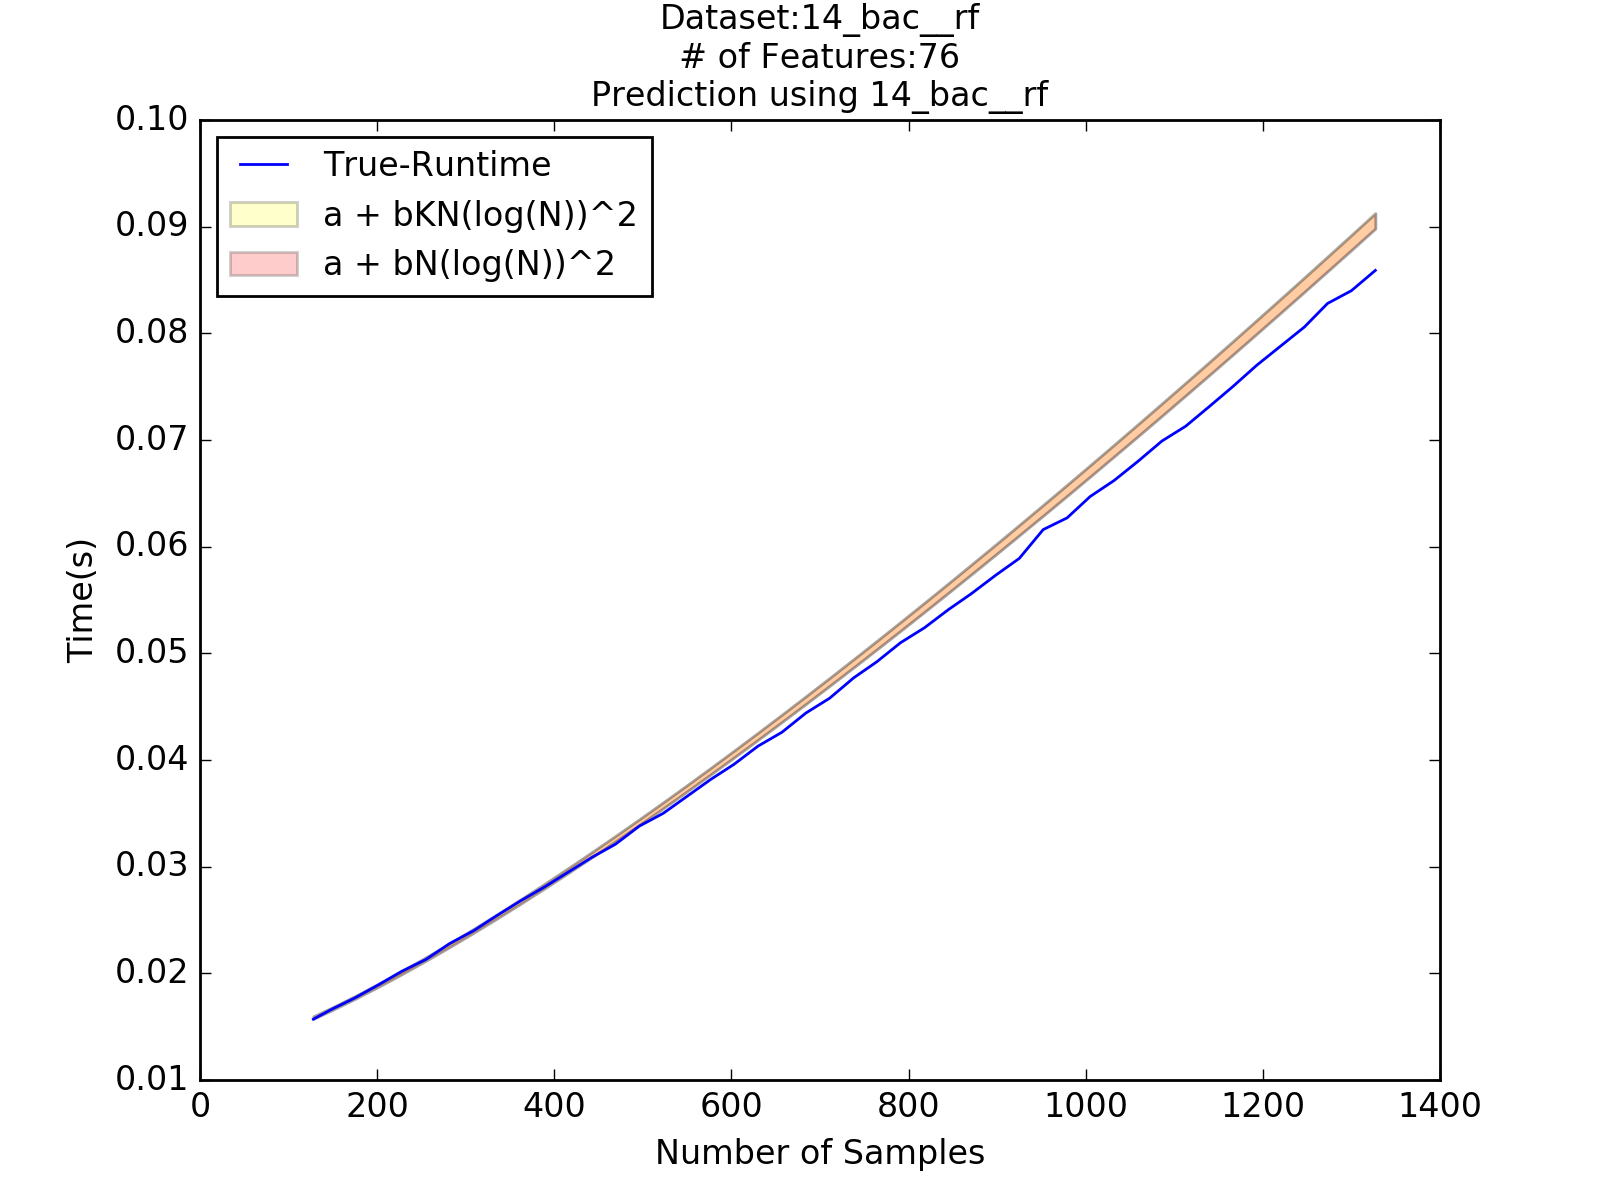 Dataset:14_bac__rf
# of Features:76
Prediction using 14_bac__rf
True-Runtime
a + bKN(log(N))^2
a + bN(log(N))^2
0.10
0.09
0.08
0.07
0.06
0.05
0.04
0.03
0.02
0.01
Time(s)
0 200 400 600 800 1000 1200 1400
Number of Samples